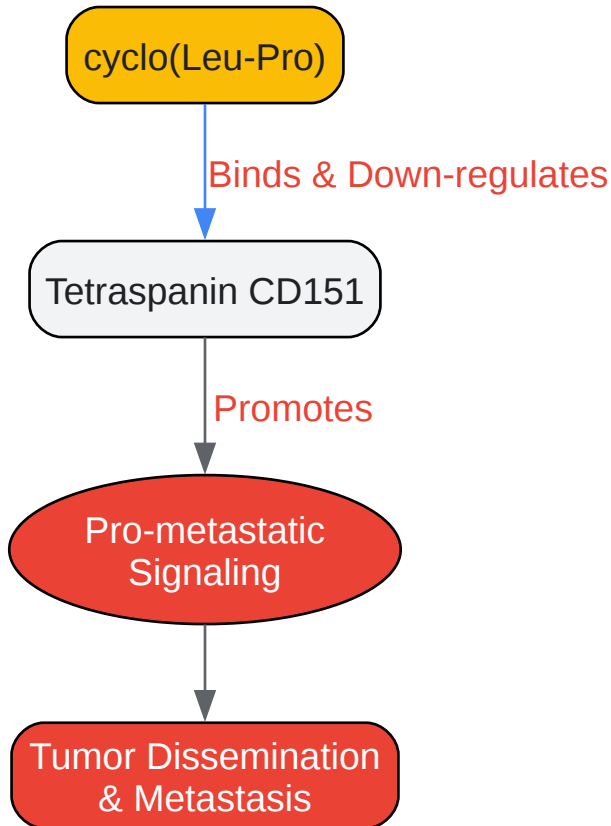 cyclo(Leu-Pro)
Binds & Down-regulates
Tetraspanin CD151
Promotes
Pro-metastatic
Signaling
Tumor Dissemination
& Metastasis